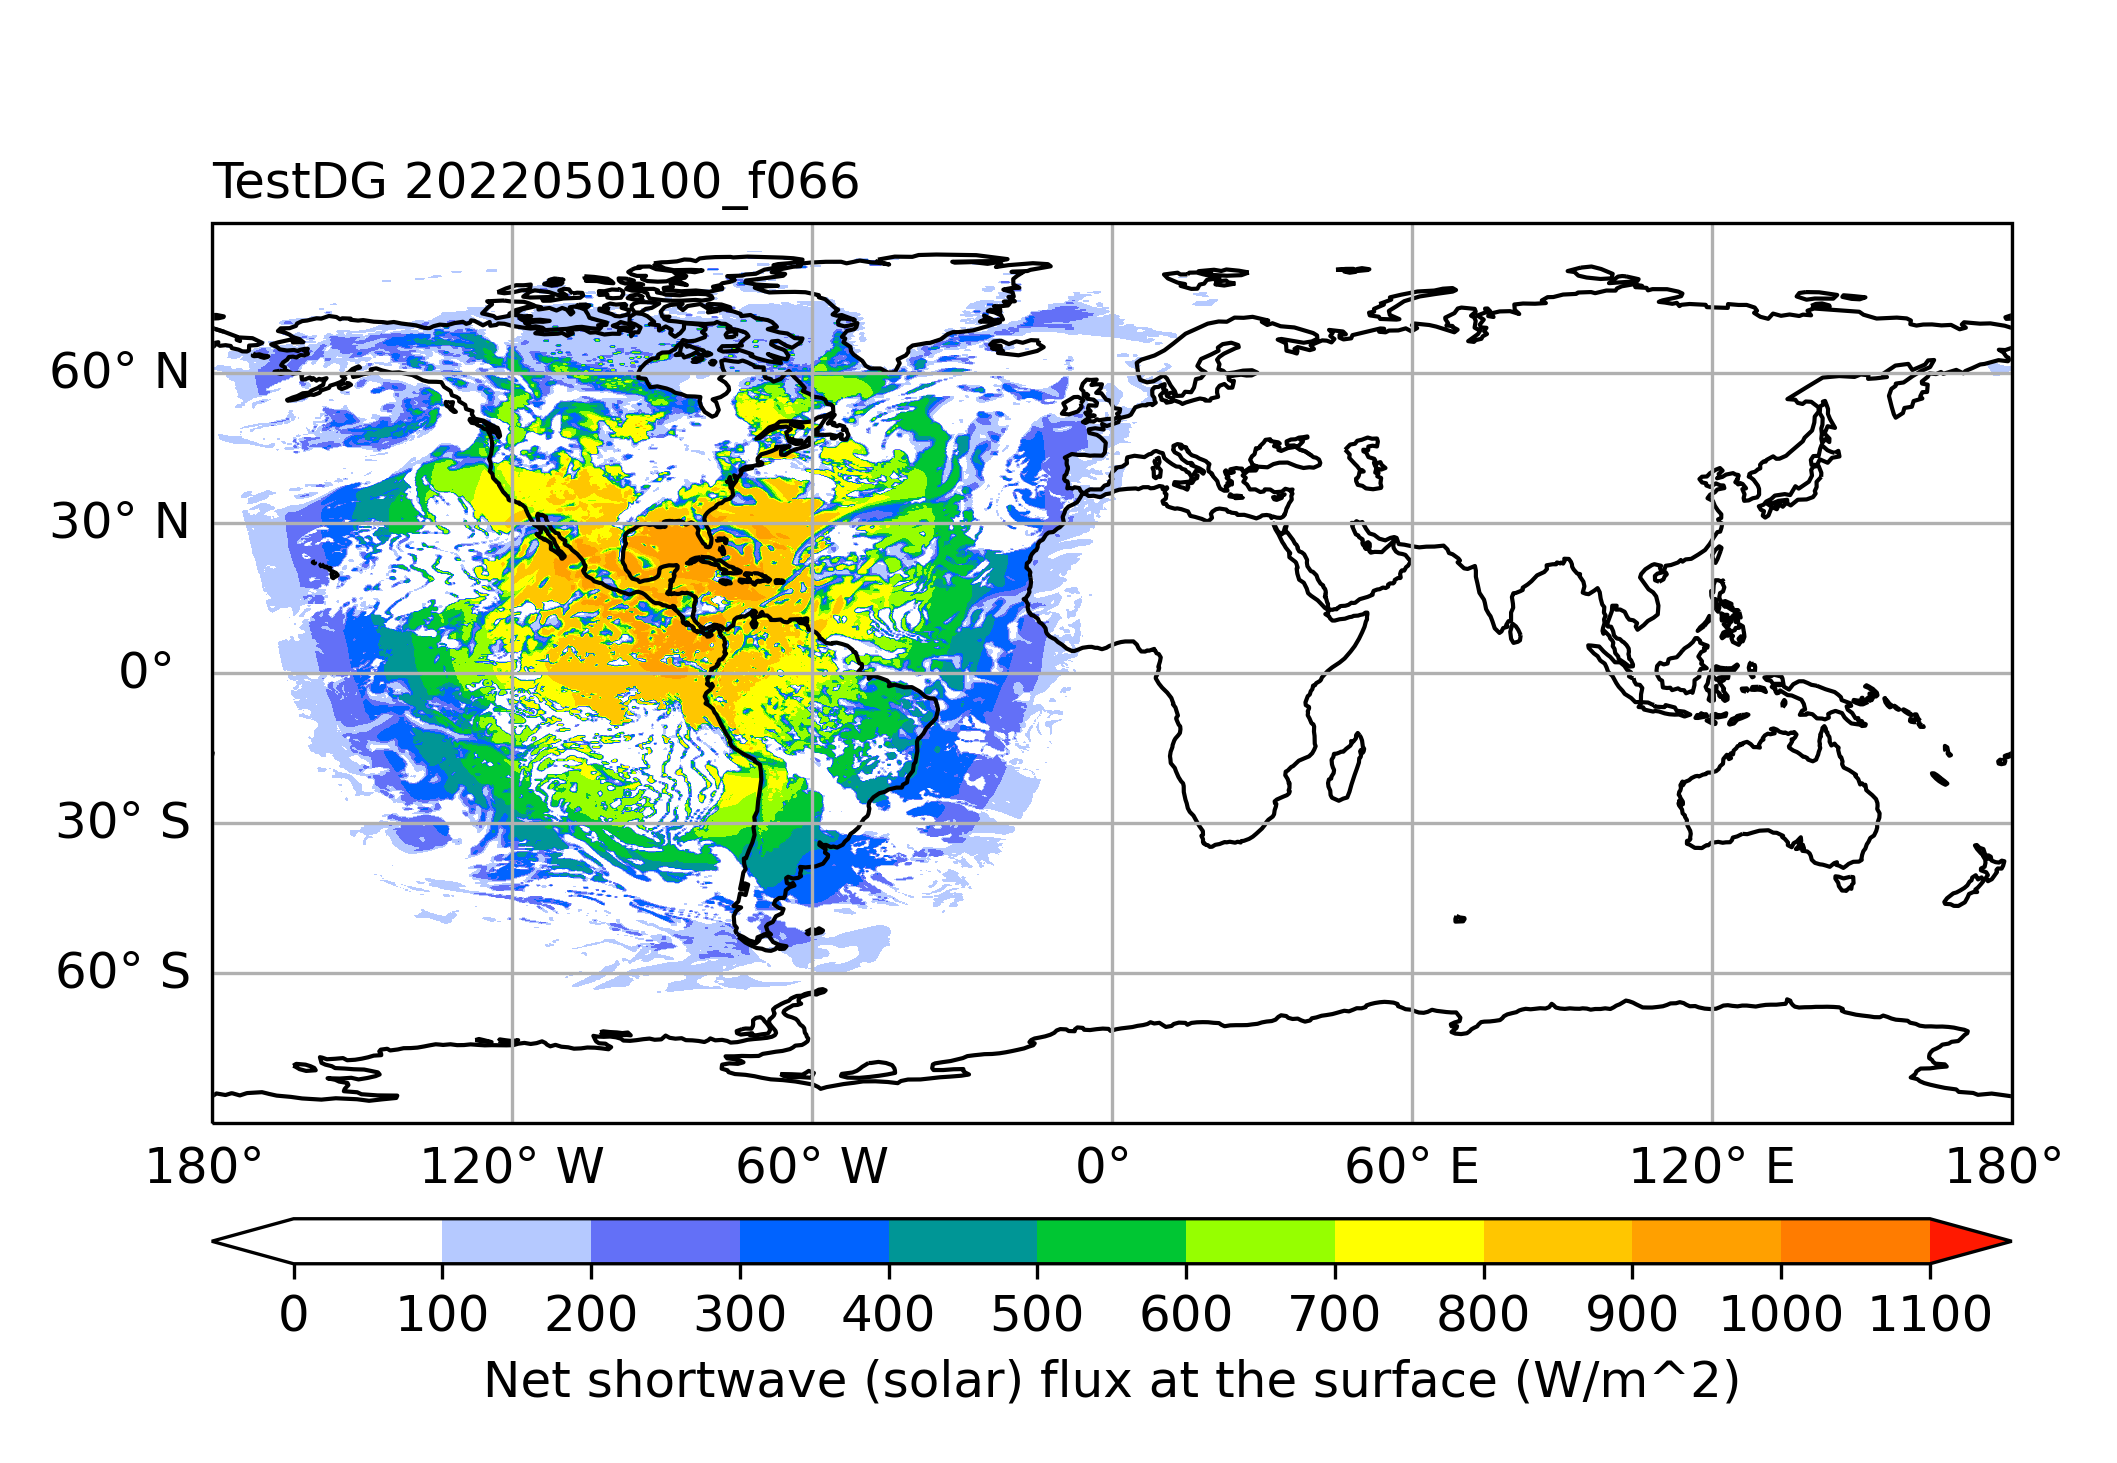 TestDG 2022050100_f066
60° N
30° N
0°
30° S
60° S
180° 120° W 60° W 0° 60° E 120° E 180°
0 100 200 300 400 500 600 700 800 900 1000 1100
Net shortwave (solar) flux at the surface (W/m^2)